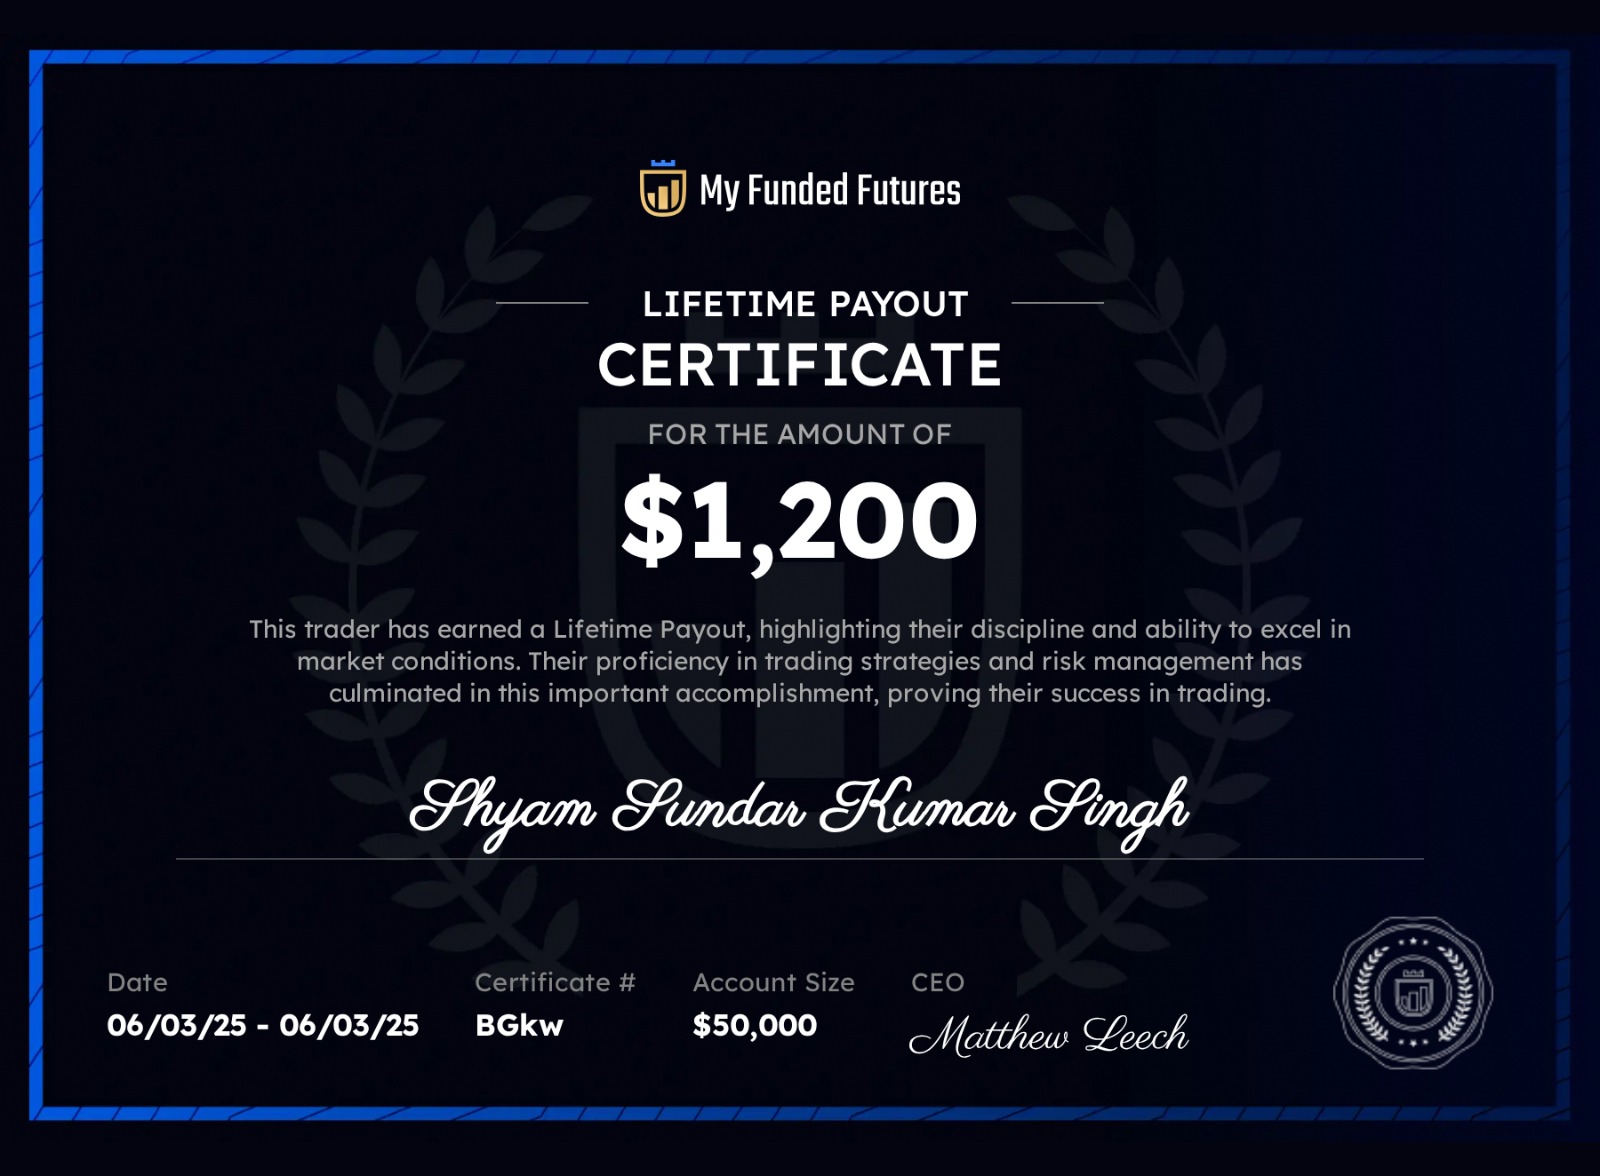 My Funded Futures
LIFETIME PAYOUT
CERTIFICATE
FOR THE AMOUNT OF
$1,200
This trader has earned a Lifetime Payout, highlighting their discipline and ability to excel in
market conditions. Their proficiency in trading strategies and risk management has
culminated in this important accomplishment, proving their success in trading.
Shyam Sundar Kumar Singh
Date
06/03/25 - 06/03/25
Certificate #
BGkw
Account Size
$50,000
CEO
Matthew Leech